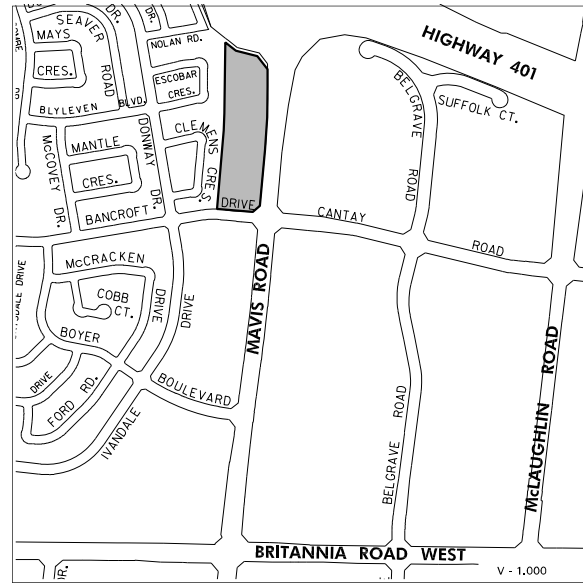 SEAVER
ROAD
MAYS
CRES.
DR.
DR.
NOLAN RD.
ESCOBAR
CRES.
BLYLEVEN BLVD.
McCOVEY
DR.
MANTLE
CRES.
DONWAY
DR.
CLEMENS
CRES.
BANCROFT
DRIVE
HIGHWAY 401
BELGRAVE
ROAD
SUFFOLK CT.
CANTAY
ROAD
McCRACKEN
DRIVE
COBB
CT.
BOYER
DRIVE
DRIVE
FORD RD.
IVANDALE
DRIVE
BOULEVARD
MAVIS ROAD
BELGRAVE ROAD
McLAUGHLIN ROAD
BRITANNIA ROAD WEST
V - 1.000